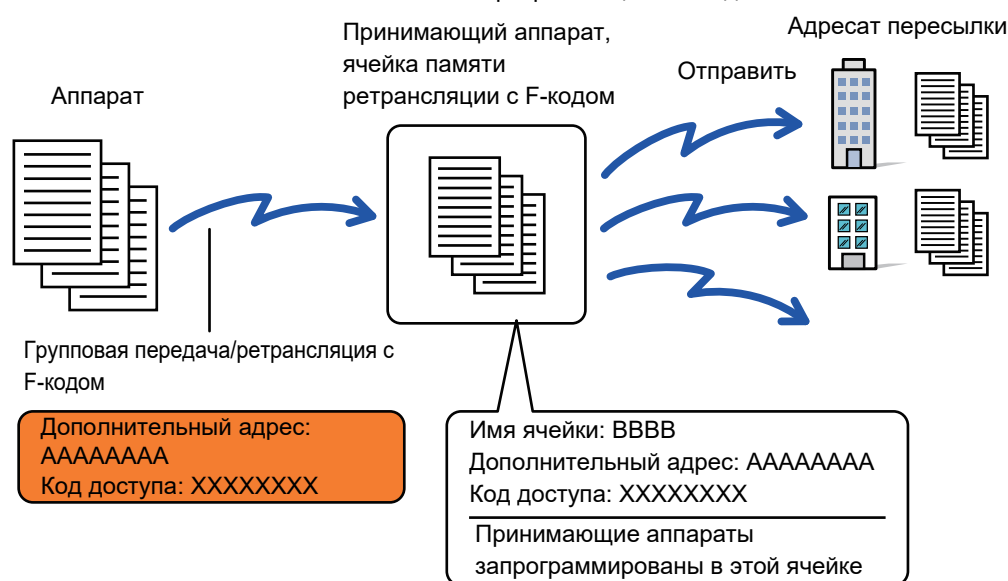 Адресат пересылки
Принимающий аппарат,
ячейка памяти
ретрансляции с F-кодом
Отправить
Аппарат
Групповая передача/ретрансляция с
F-кодом
Дополнительный адрес:
AAAAAAAA
Код доступа: XXXXXXXX
Имя ячейки: BBBB
Дополнительный адрес: AAAAAAAA
Код доступа: XXXXXXXX
Принимающие аппараты
запрограммированы в этой ячейке